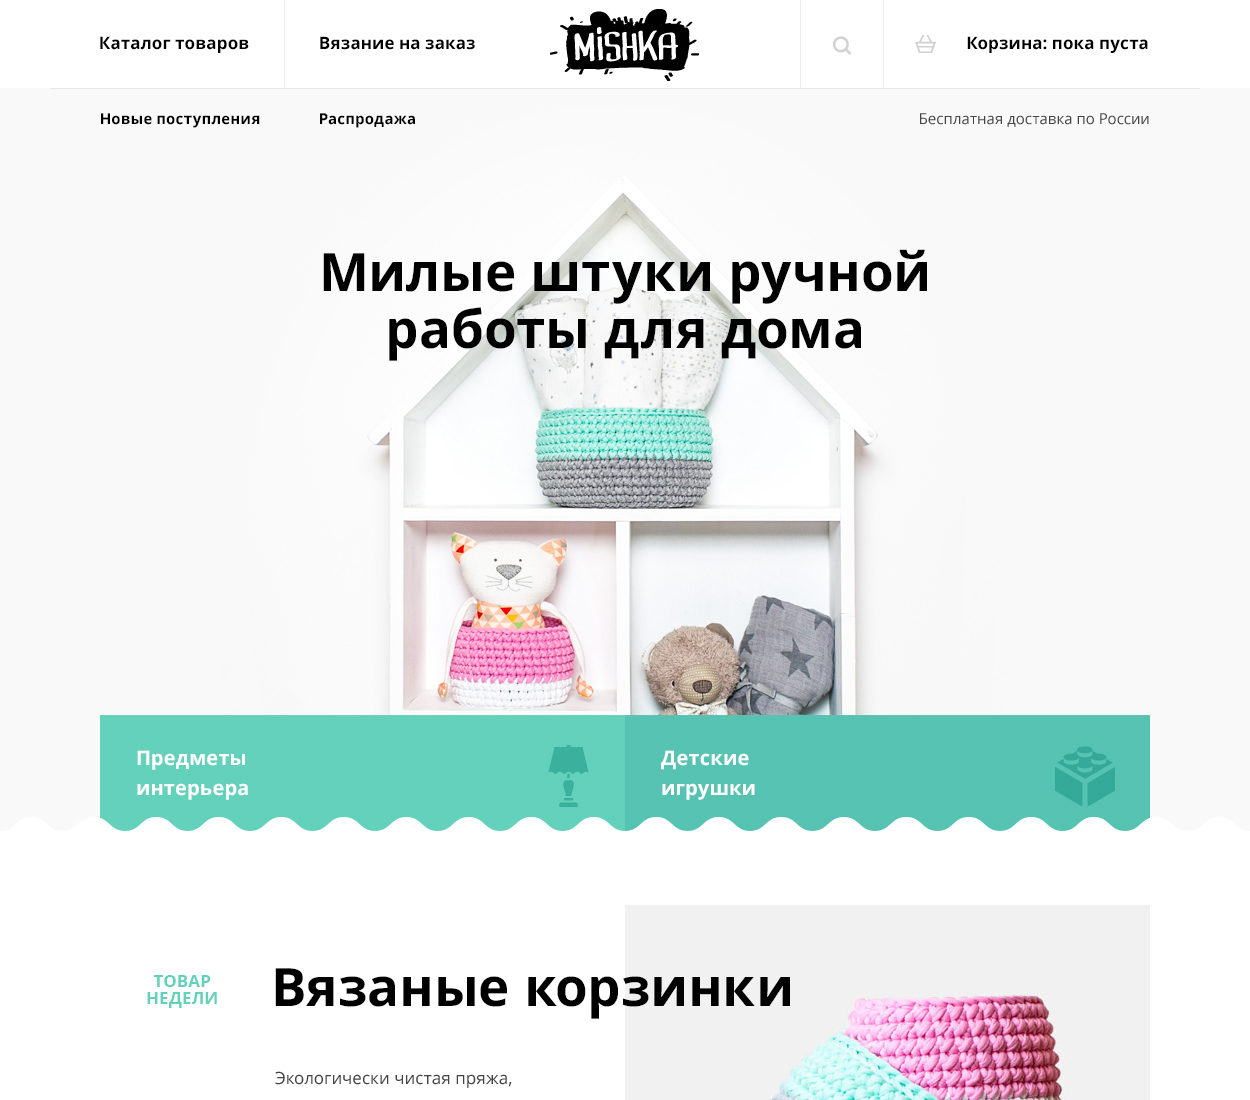 Каталог товаров
Вязание на заказ
MiSHKA
Корзина: пока пуста
Новые поступления
Распродажа
Бесплатная доставка по России
Милые штуки ручной
работы для дома
Предметы
интерьера
Детские
игрушки
ТОВАР
НЕДЕЛИ
Вязаные корзинки
Экологически чистая пряжа,